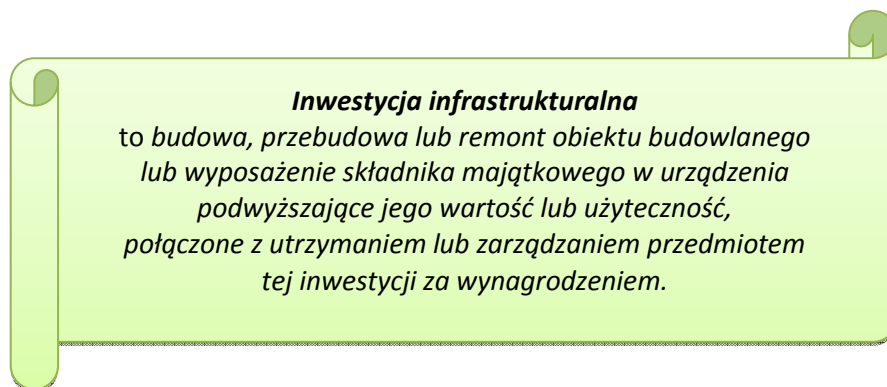 Inwestycja infrastrukturalna
to budowa, przebudowa lub remont obiektu budowlanego
lub wyposażenie składnika majątkowego w urządzenia
podwyższające jego wartość lub użyteczność,
połączone z utrzymaniem lub zarządzaniem przedmiotem
tej inwestycji za wynagrodzeniem.